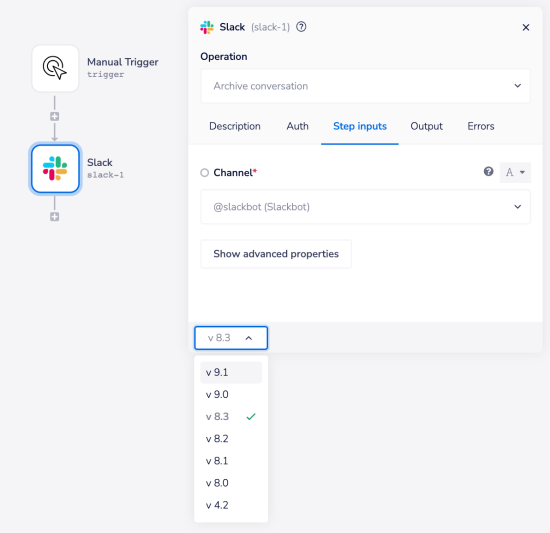 Slack (slack-1)
Operation
Archive conversation
Manual Trigger
trigger
Description Auth Step inputs Output Errors
Slack
slack-1
Channel* A
@slackbot (Slackbot)
Show advanced properties
v 8.3
v 9.1
v 9.0
v 8.3
v 8.2
v 8.1
v 8.0
v 4.2